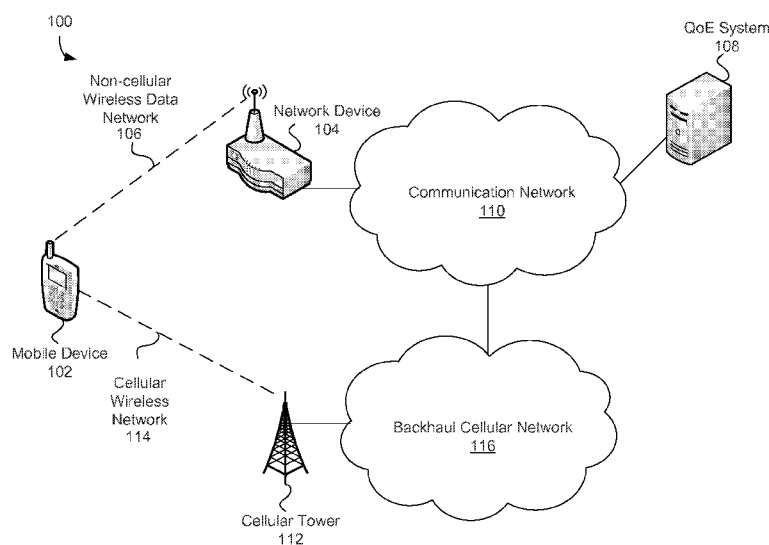 100
QoE System
108
Non-cellular
Wireless Data
Network
106
Network Device
104
Communication Network
110
Mobile Device
102
Cellular
Wireless
Network
114
Backhaul Cellular Network
116
Cellular Tower
112